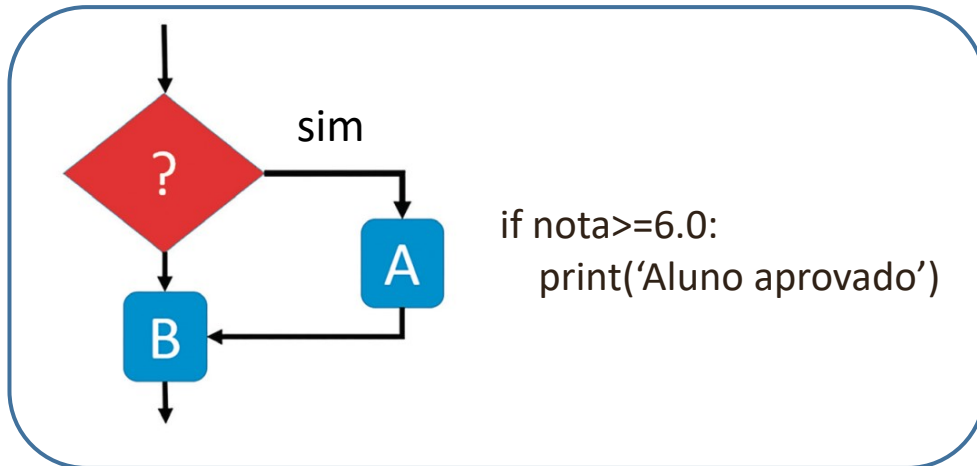 sim
?
A
B
if nota>=6.0:
print(‘Aluno aprovado’)